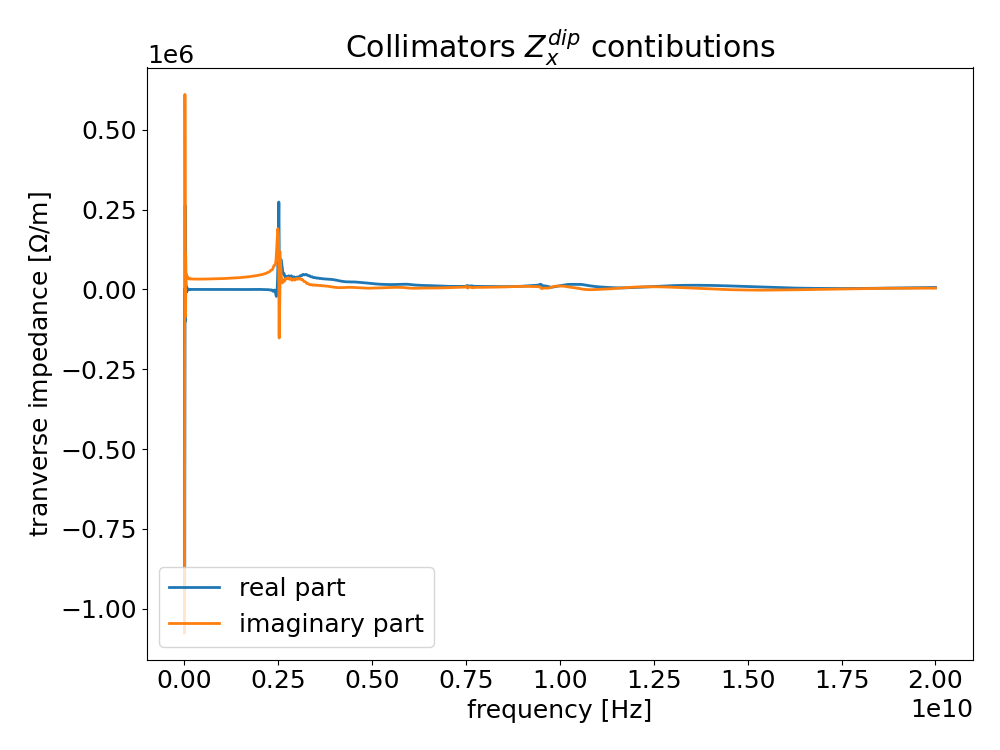 Collimators $Z_x^{dip}$ contibutions
1e6
0.50
0.25
0.00
−0.25
−0.50
−0.75
−1.00
tranverse impedance [Ω/m]
real part
imaginary part
0.00 0.25 0.50 0.75 1.00 1.25 1.50 1.75 2.00
1e10
frequency [Hz]